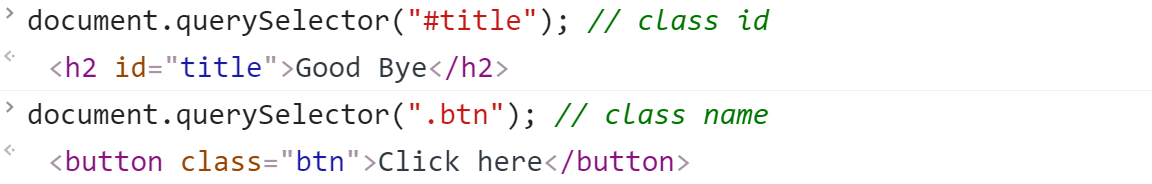 document.querySelector("#title"); // class id
<h2 id="title">Good Bye</h2>
document.querySelector(".btn"); // class name
<button class="btn">Click here</button>